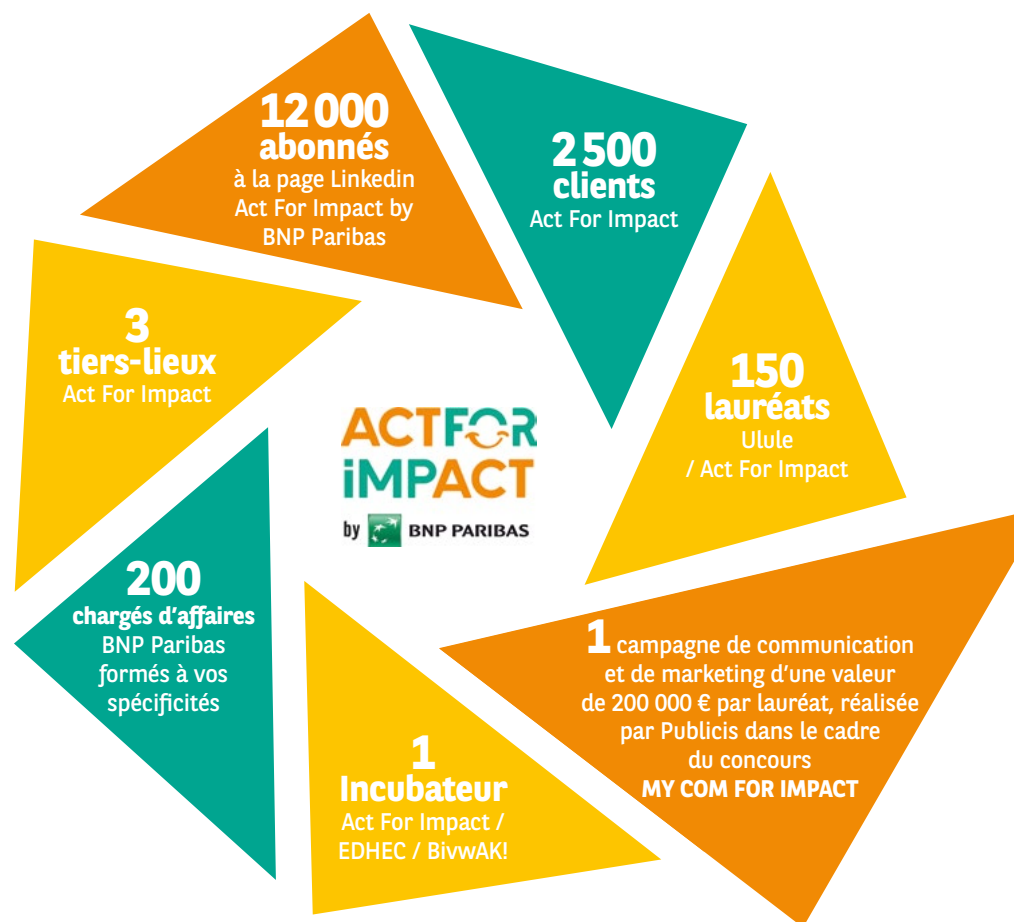 12 000
abonnés
à la page Linkedin
Act For Impact by
BNP Paribas
2 500
clients
Act For Impact
150
lauréats
Ulule
/ Act For Impact
1 campagne de communication
et de marketing d'une valeur
de 200 000 € par lauréat, réalisée
par Publicis dans le cadre
du concours
MY COM FOR IMPACT
1
Incubateur
Act For Impact /
EDHEC / BivwAK!
200
chargés d'affaires
BNP Paribas
formés à vos
spécificités
3
tiers-lieux
Act For Impact
ACTFOR
iMPACT
by BNP PARIBAS